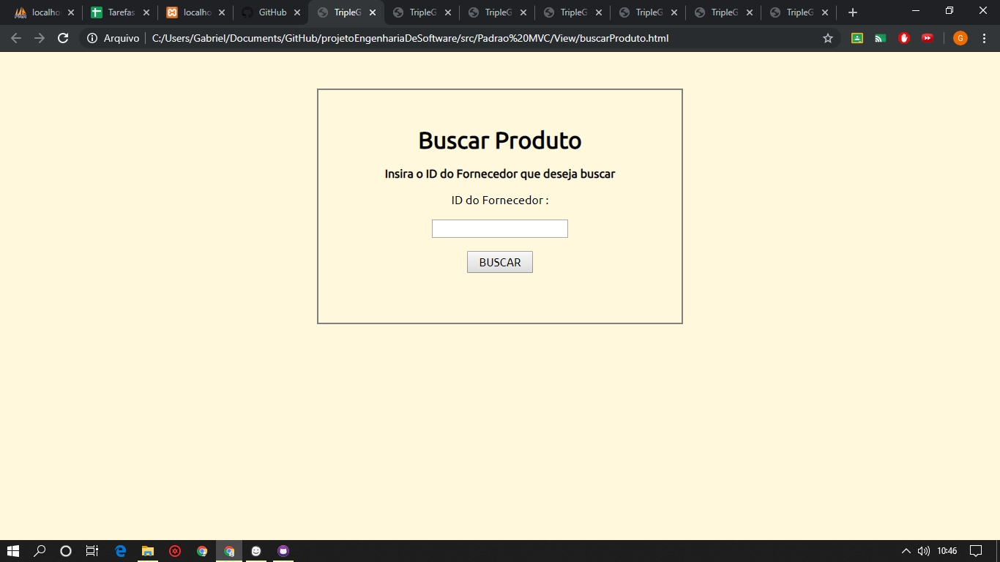 localho
Tarefas
localho
GitHub
TripleG
TripleG
TripleG
TripleG
TripleG
TripleG
TripleG
Arquivo
C:/Users/Gabriel/Documents/GitHub/projetoEngenhariaDeSoftware/src/Padrao%20MVC/View/buscarProduto.html
G
Buscar Produto
Insira o ID do Fornecedor que deseja buscar
ID do Fornecedor :
BUSCAR
10:46